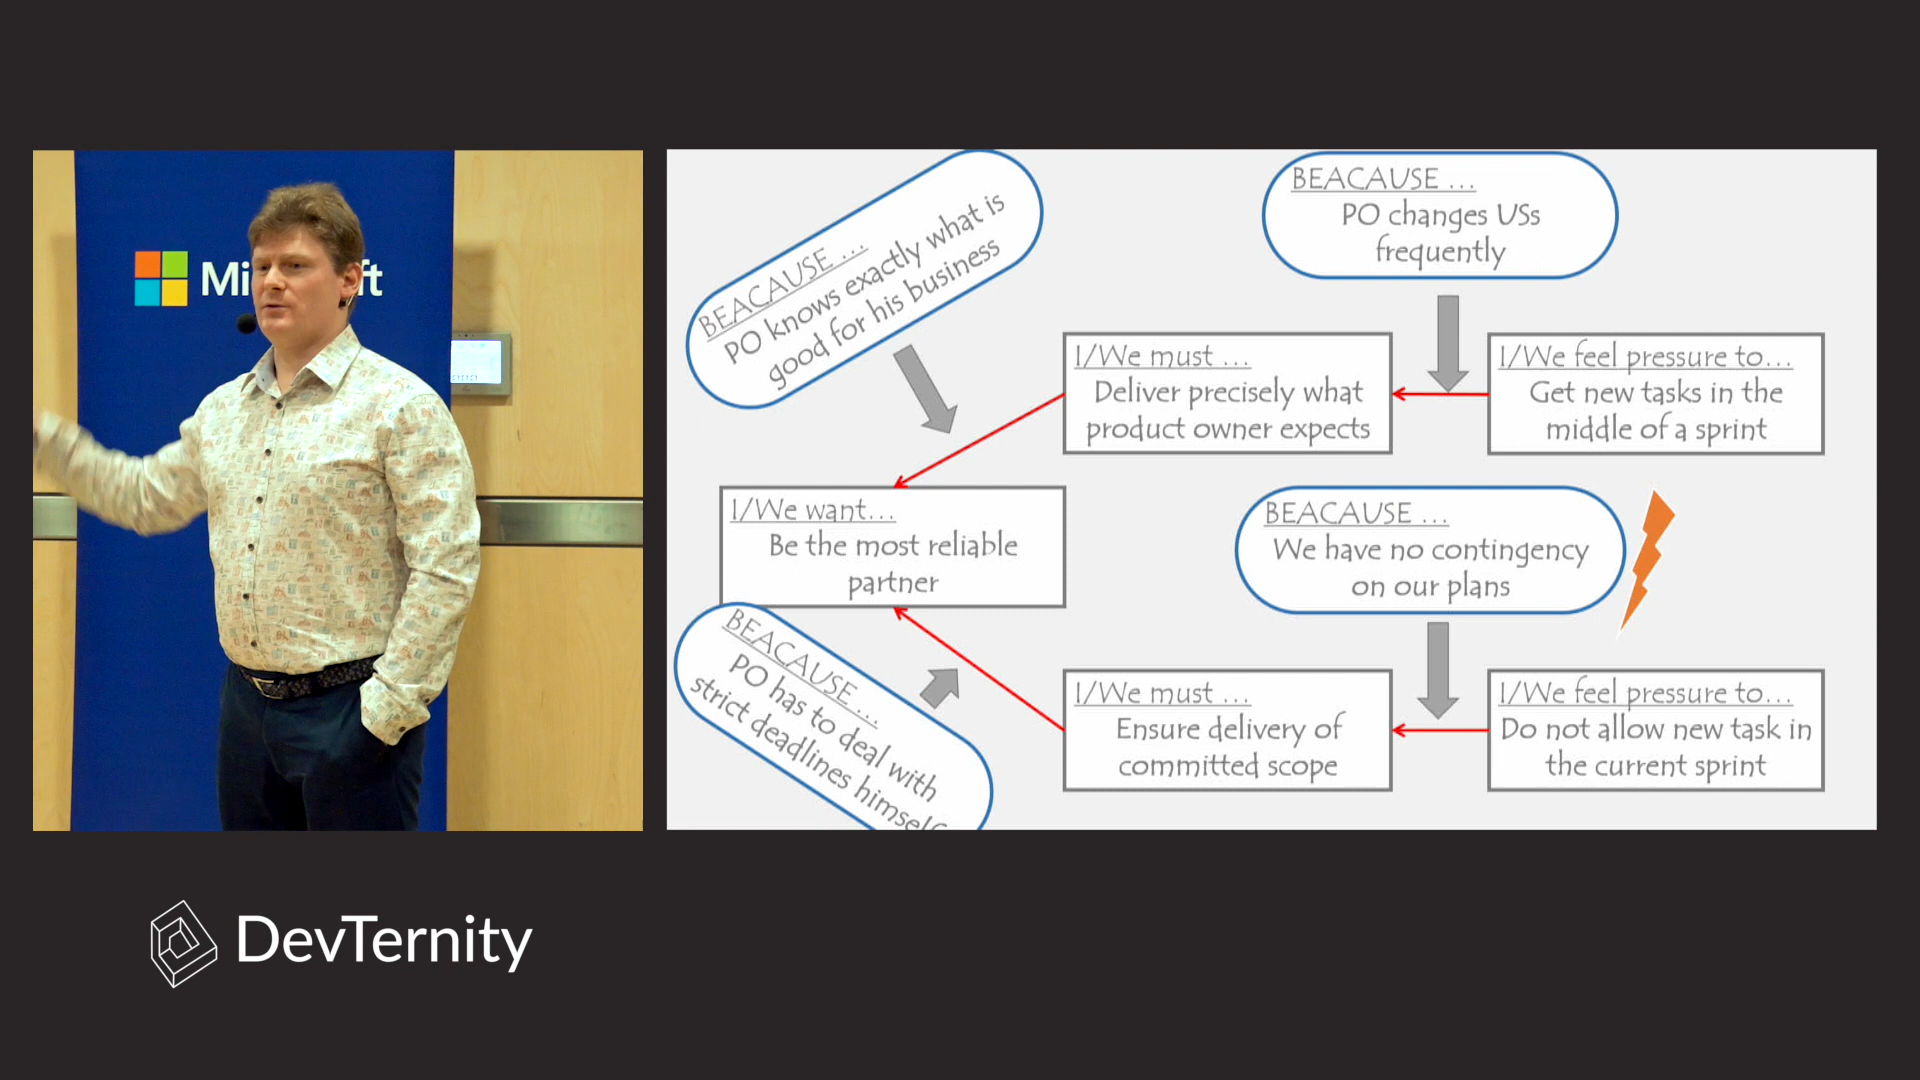 Mi ft
BEACAUSE ...
PO knows exactly what is
good for his business
BEACAUSE ...
PO changes USs
frequently
I/We must ...
Deliver precisely what
product owner expects
I/We feel pressure to...
Get new tasks in the
middle of a sprint
I/We want...
Be the most reliable
partner
BEACAUSE ...
We have no contingency
on our plans
BEACAUSE ...
PO has to deal with
strict deadlines himself
I/We must ...
Ensure delivery of
committed scope
I/We feel pressure to...
Do not allow new task in
the current sprint
DevTernity